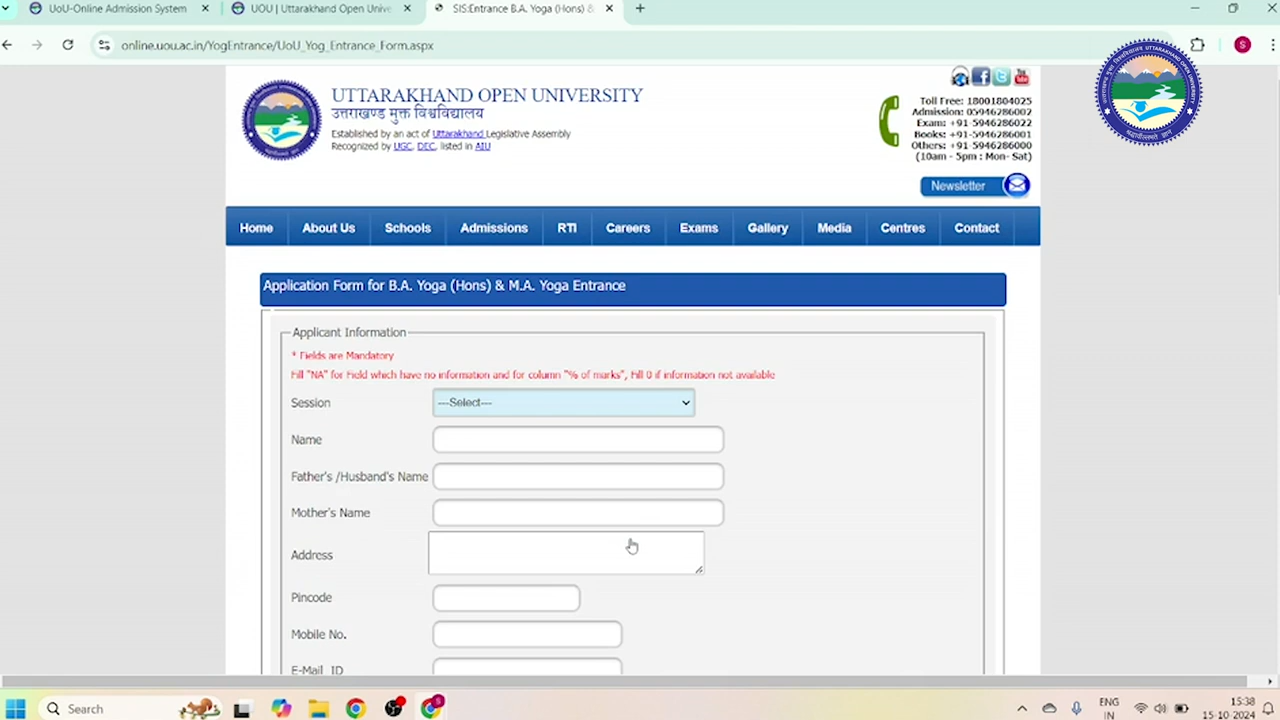 UoU-Online Admission System
UOU | Uttarakhand Open Unive
SIS:Entrance B.A. Yoga (Hons) &
online.uou.ac.in/YogEntrance/UoU_Yog_Entrance_Form.aspx
S
UTTARAKHAND OPEN UNIVERSITY
उत्तराखण्ड मुक्त विश्वविद्यालय
Established by an act of Uttarakhand Legislative Assembly
Recognized by UGC, DEC, listed in AIU
Toll Free: 18001804025
Admission: 05946286002
Exam: +91-5946286022
Books: +91-5946286001
Others: +91-5946286000
(10am - 5pm : Mon- Sat)
Newsletter
Home About Us Schools Admissions RTI Careers Exams Gallery Media Centres Contact
Application Form for B.A. Yoga (Hons) & M.A. Yoga Entrance
Applicant Information
* Fields are Mandatory
Fill "NA" for Field which have no information and for column "% of marks", Fill 0 if information not available
Session ---Select---
Name
Father's /Husband's Name
Mother's Name
Address
Pincode
Mobile No.
E-Mail ID
Search
ENG
IN
15:38
15-10-2024